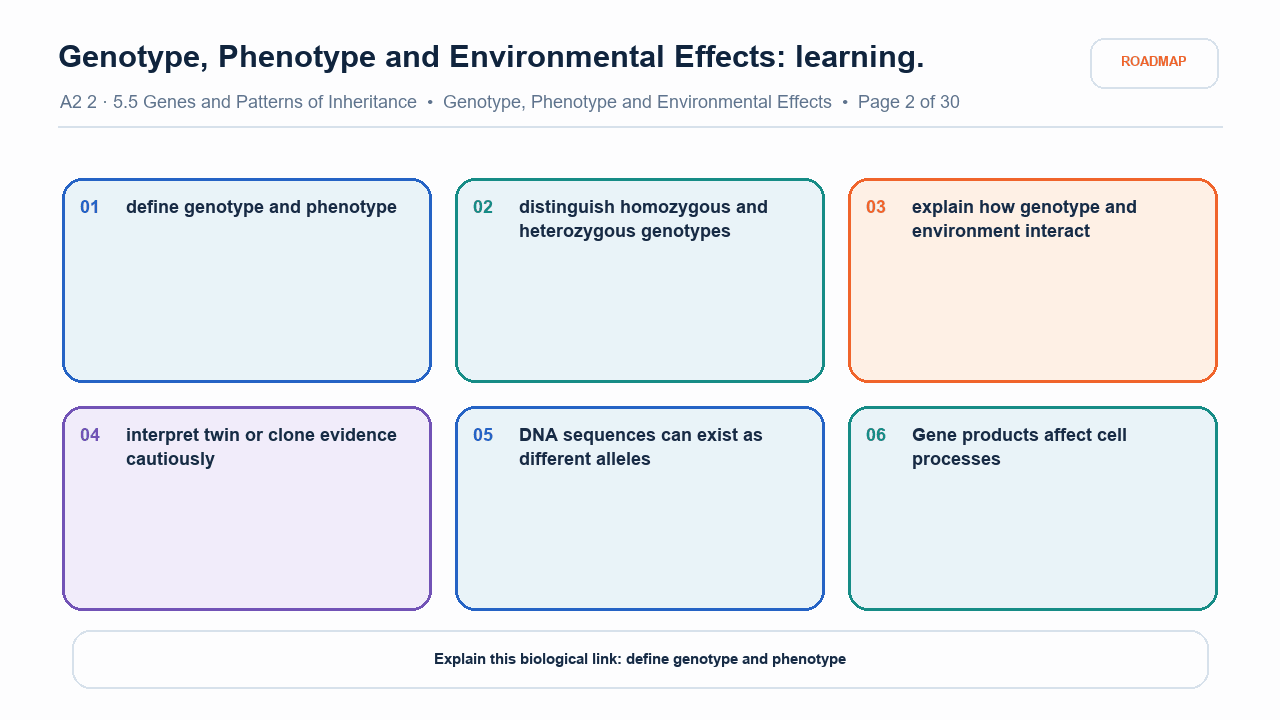 Genotype, Phenotype and Environmental Effects: learning.
ROADMAP
A2 2 · 5.5 Genes and Patterns of Inheritance • Genotype, Phenotype and Environmental Effects • Page 2 of 30
01 define genotype and phenotype
02 distinguish homozygous and
heterozygous genotypes
03 explain how genotype and
environment interact
04 interpret twin or clone evidence
cautiously
05 DNA sequences can exist as
different alleles
06 Gene products affect cell
processes
Explain this biological link: define genotype and phenotype